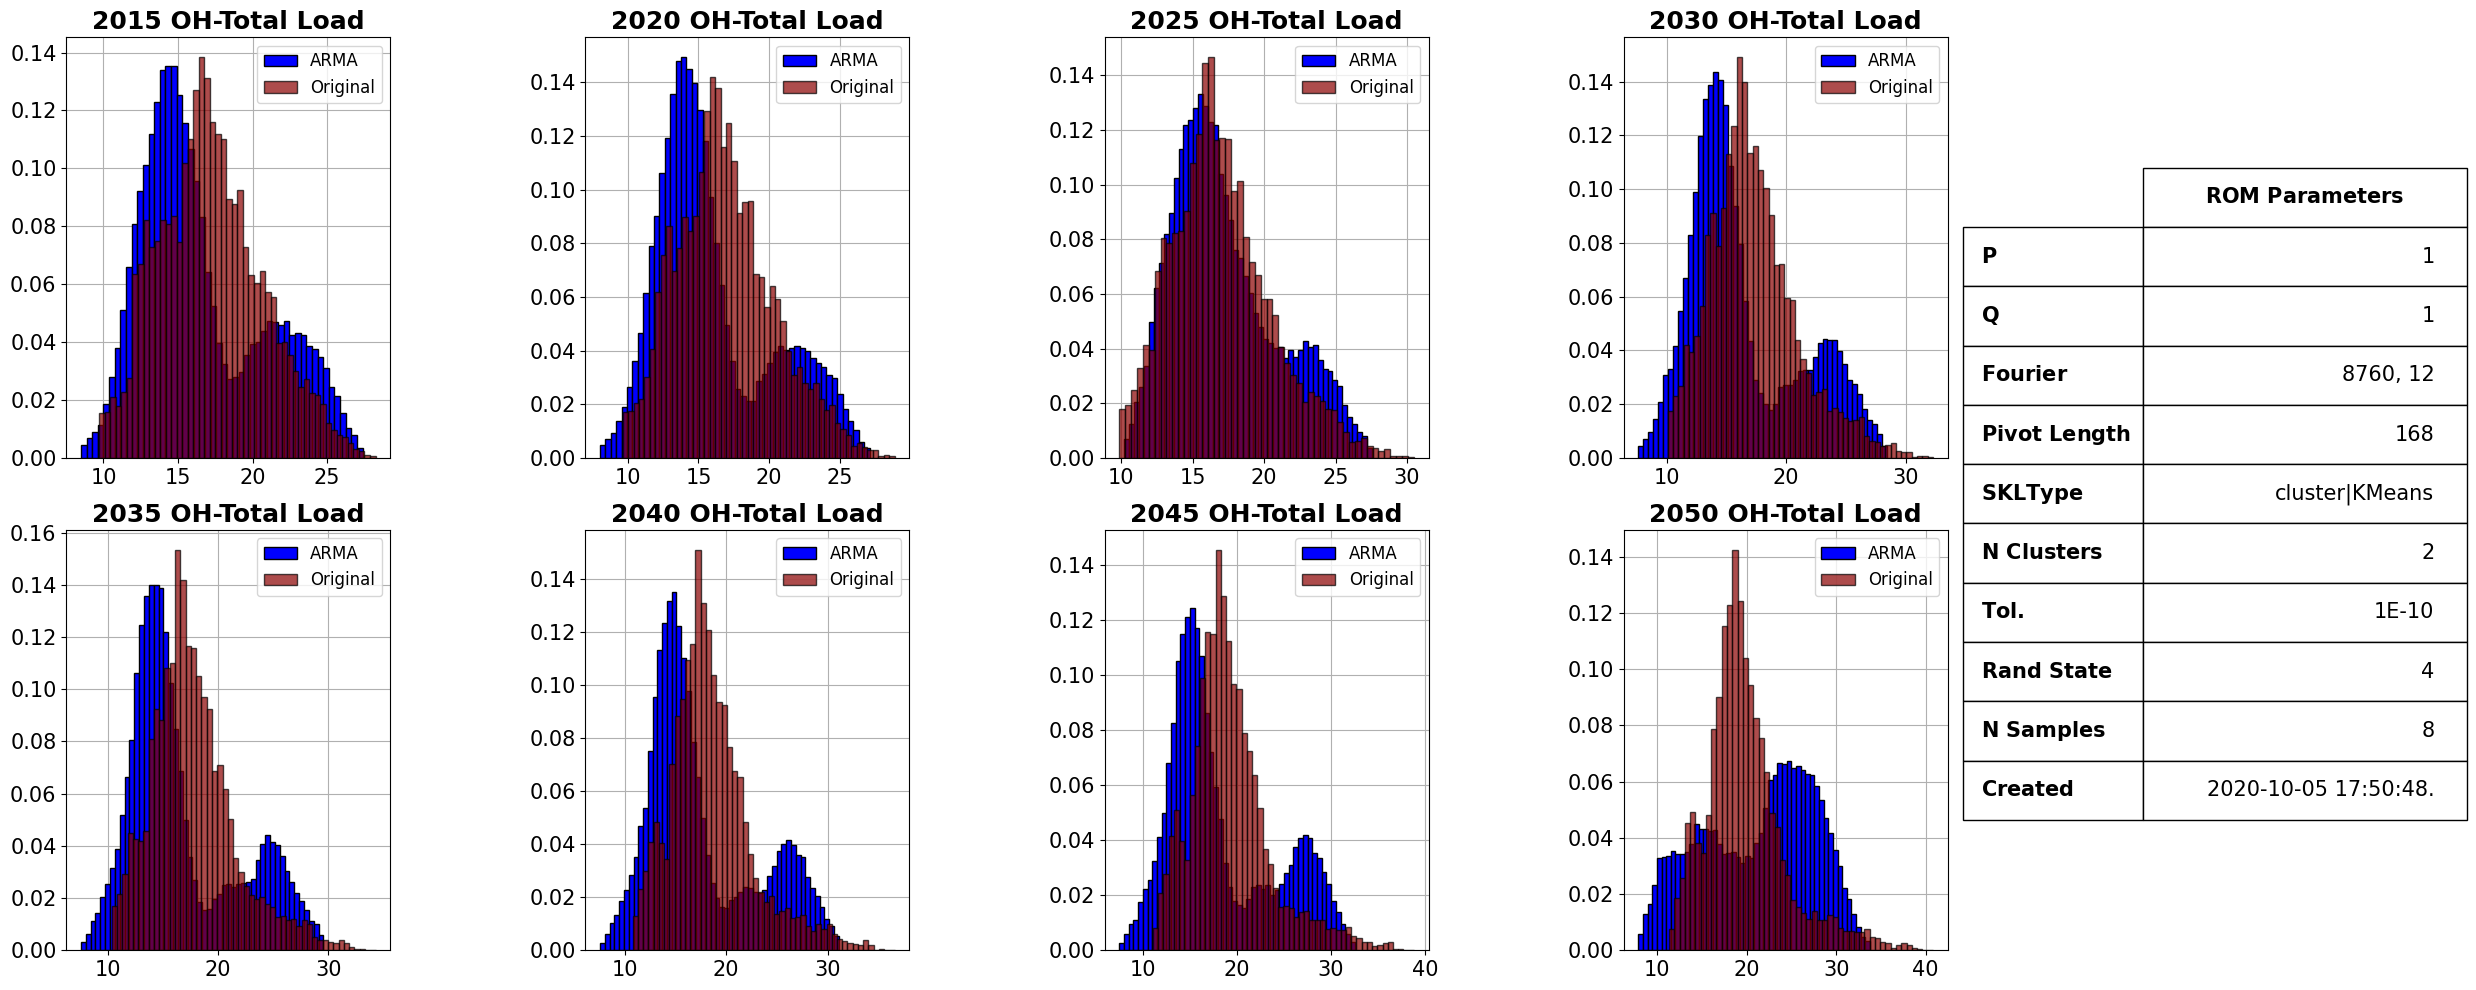 2015 OH-Total Load
0.14
0.12
0.10
0.08
0.06
0.04
0.02
0.00
10 15 20 25
ARMA
Original
2020 OH-Total Load
0.14
0.12
0.10
0.08
0.06
0.04
0.02
0.00
10 15 20 25
ARMA
Original
2025 OH-Total Load
0.14
0.12
0.10
0.08
0.06
0.04
0.02
0.00
10 15 20 25 30
ARMA
Original
2030 OH-Total Load
0.14
0.12
0.10
0.08
0.06
0.04
0.02
0.00
10 20 30
ARMA
Original
2035 OH-Total Load
0.16
0.14
0.12
0.10
0.08
0.06
0.04
0.02
0.00
10 20 30
ARMA
Original
2040 OH-Total Load
0.14
0.12
0.10
0.08
0.06
0.04
0.02
0.00
10 20 30
ARMA
Original
2045 OH-Total Load
0.14
0.12
0.10
0.08
0.06
0.04
0.02
0.00
10 20 30 40
ARMA
Original
2050 OH-Total Load
0.14
0.12
0.10
0.08
0.06
0.04
0.02
0.00
10 20 30 40
ARMA
Original
ROM Parameters
P 1
Q 1
Fourier 8760, 12
Pivot Length 168
SKLType cluster|KMeans
N Clusters 2
Tol. 1E-10
Rand State 4
N Samples 8
Created 2020-10-05 17:50:48.